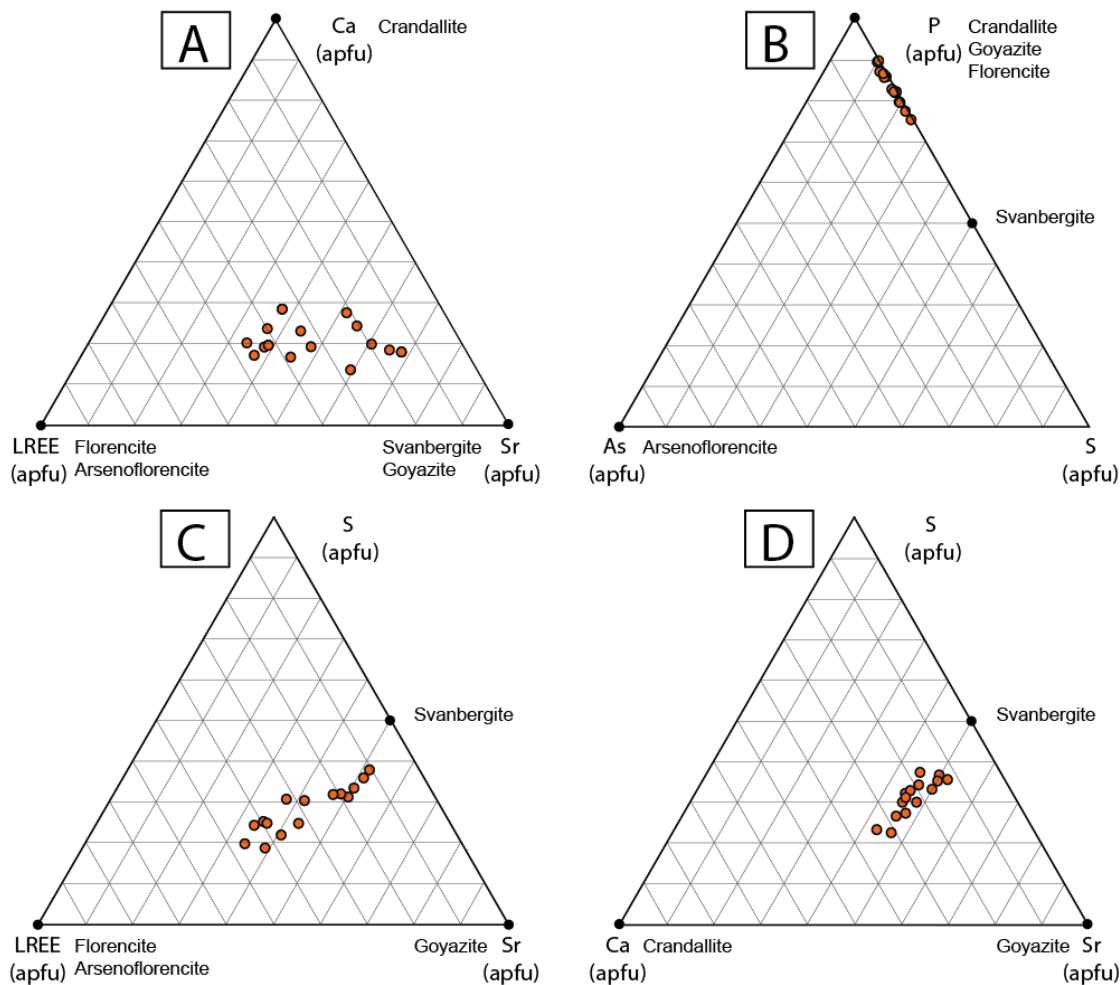 A
Ca
(apfu)
Crandallite
LREE
(apfu)
Florencite
Arsenoflorencite
Svanbergite
Goyazite
Sr
(apfu)
B
P
(apfu)
Crandallite
Goyazite
Florencite
Svanbergite
As
(apfu)
Arsenoflorencite
S
(apfu)
C
S
(apfu)
Svanbergite
LREE
(apfu)
Florencite
Arsenoflorencite
Goyazite
Sr
(apfu)
D
S
(apfu)
Svanbergite
Ca
(apfu)
Crandallite
Goyazite
Sr
(apfu)